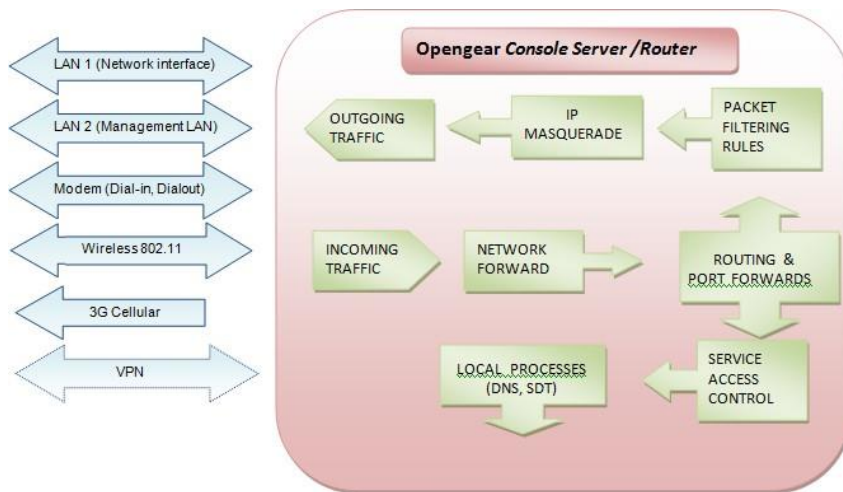 Opengear Console Server /Router
LAN 1 (Network interface)
LAN 2 (Management LAN)
Modem (Dial-in, Dialout)
Wireless 802.11
3G Cellular
VPN
OUTGOING
TRAFFIC
IP
MASQUERADE
PACKET
FILTERING
RULES
INCOMING
TRAFFIC
NETWORK
FORWARD
ROUTING &
PORT FORWARDS
LOCAL PROCESSES
(DNS, SDT)
SERVICE
ACCESS
CONTROL